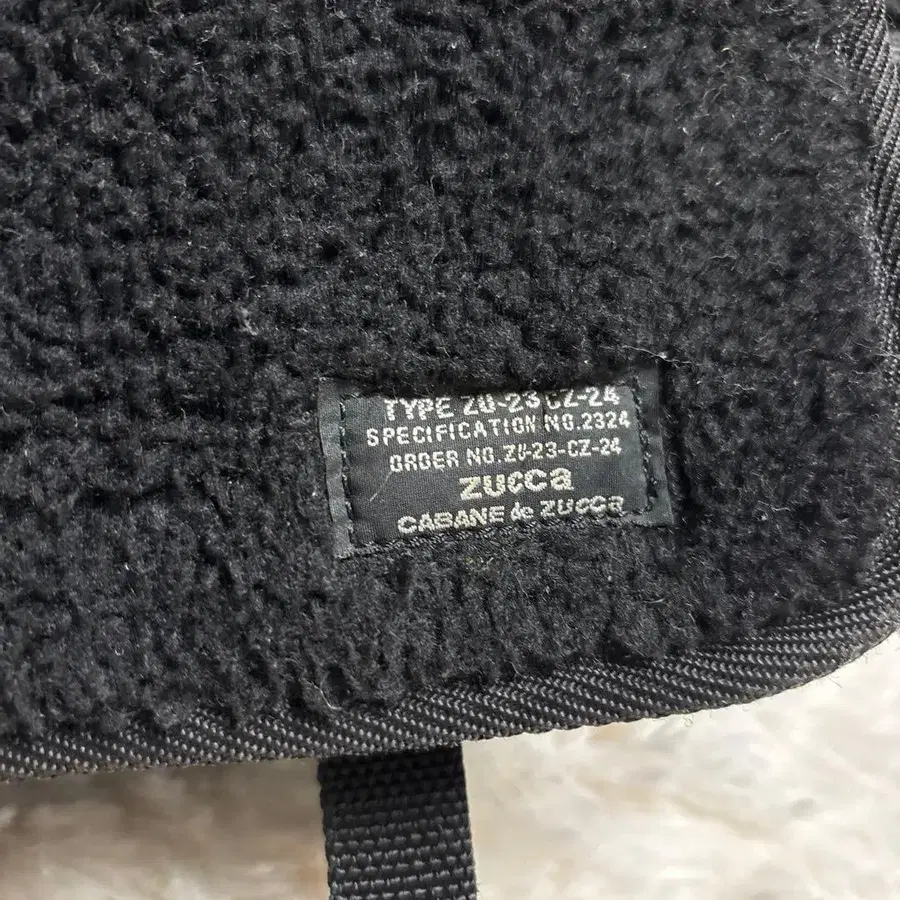 TYPE ZU-23 CZ-24
SPECIFICATION NO.2324
ORDER NO.ZU-23-CZ-24
zucca
CABANE de ZUCCa